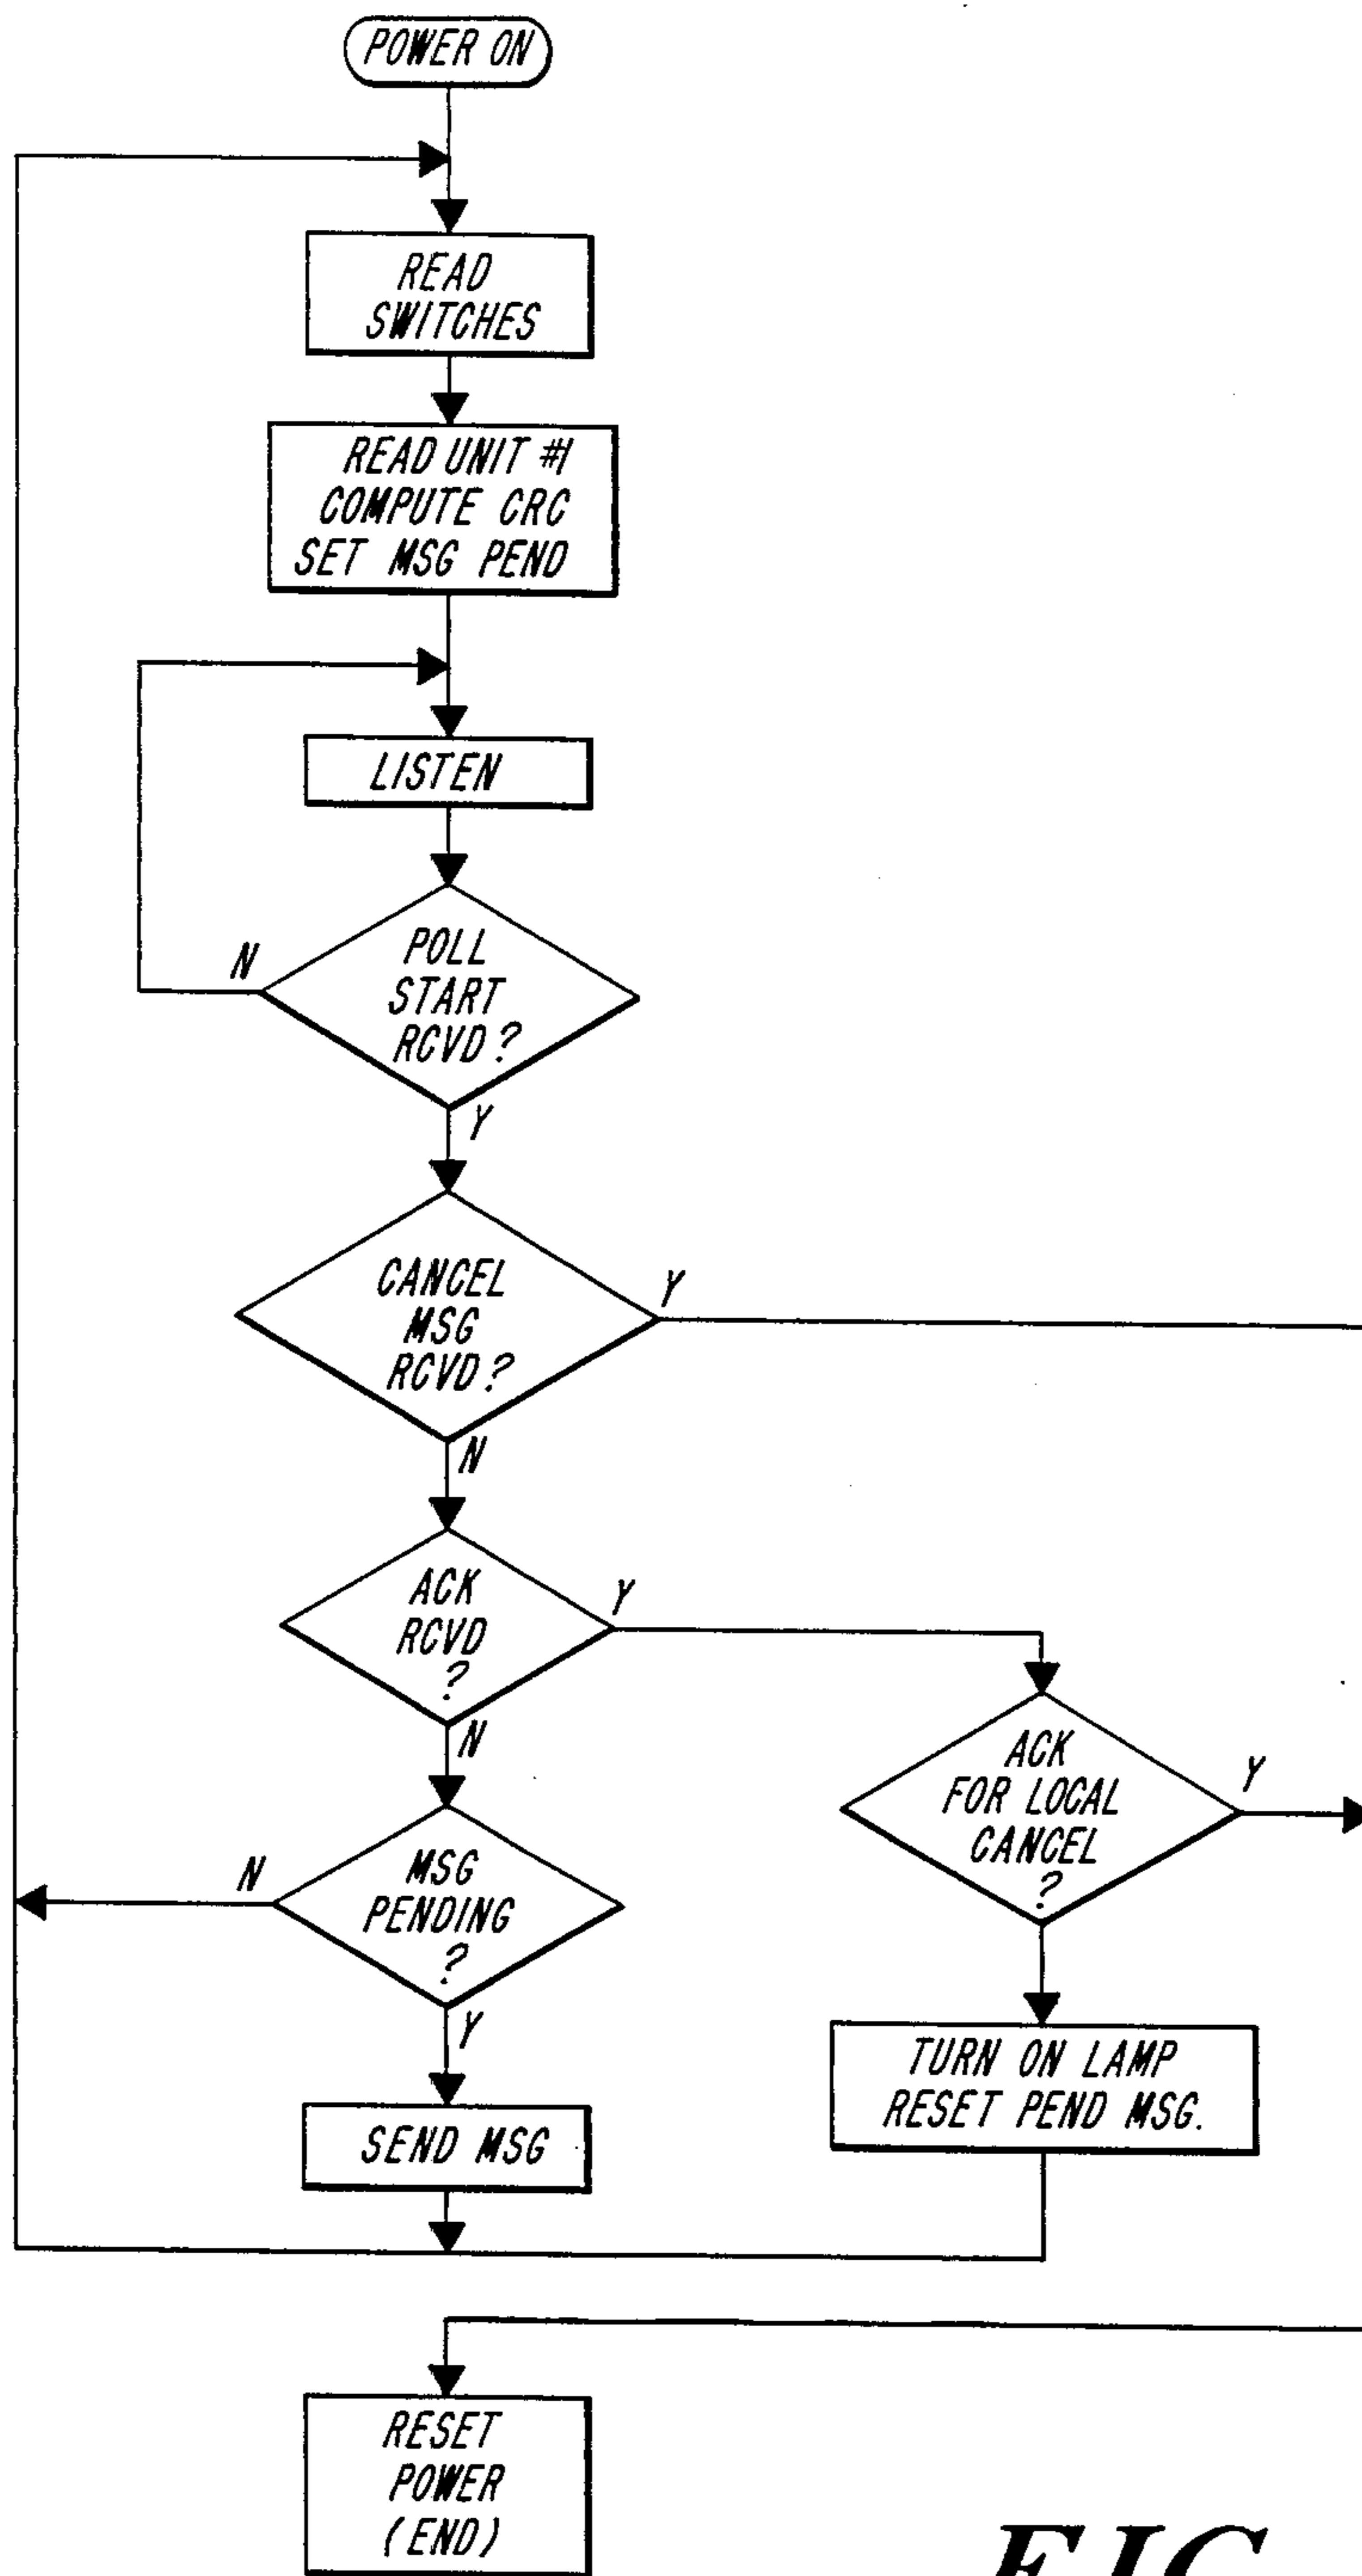 POWER ON
READ
SWITCHES
READ UNIT #1
COMPUTE CRC
SET MSG PEND
LISTEN
POLL
START
RCVD?
N
Y
CANCEL
MSG
RCVD?
Y
N
ACK
RCVD
?
Y
N
ACK
FOR LOCAL
CANCEL
?
Y
MSG
PENDING
?
N
Y
TURN ON LAMP
RESET PEND MSG.
SEND MSG
RESET
POWER
(END)
FIG